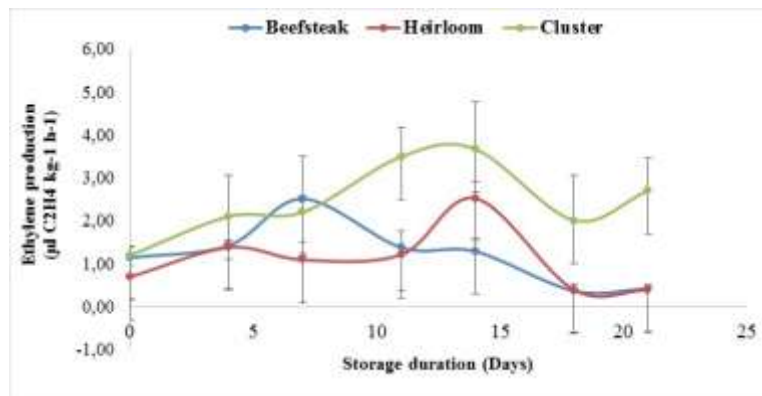 Beefsteak Heirloom Cluster
6,00
5,00
4,00
3,00
2,00
1,00
0,00
-1,00
Ethylene production
(µl C2H4 kg-1 h-1)
0 5 10 15 20 25
Storage duration (Days)